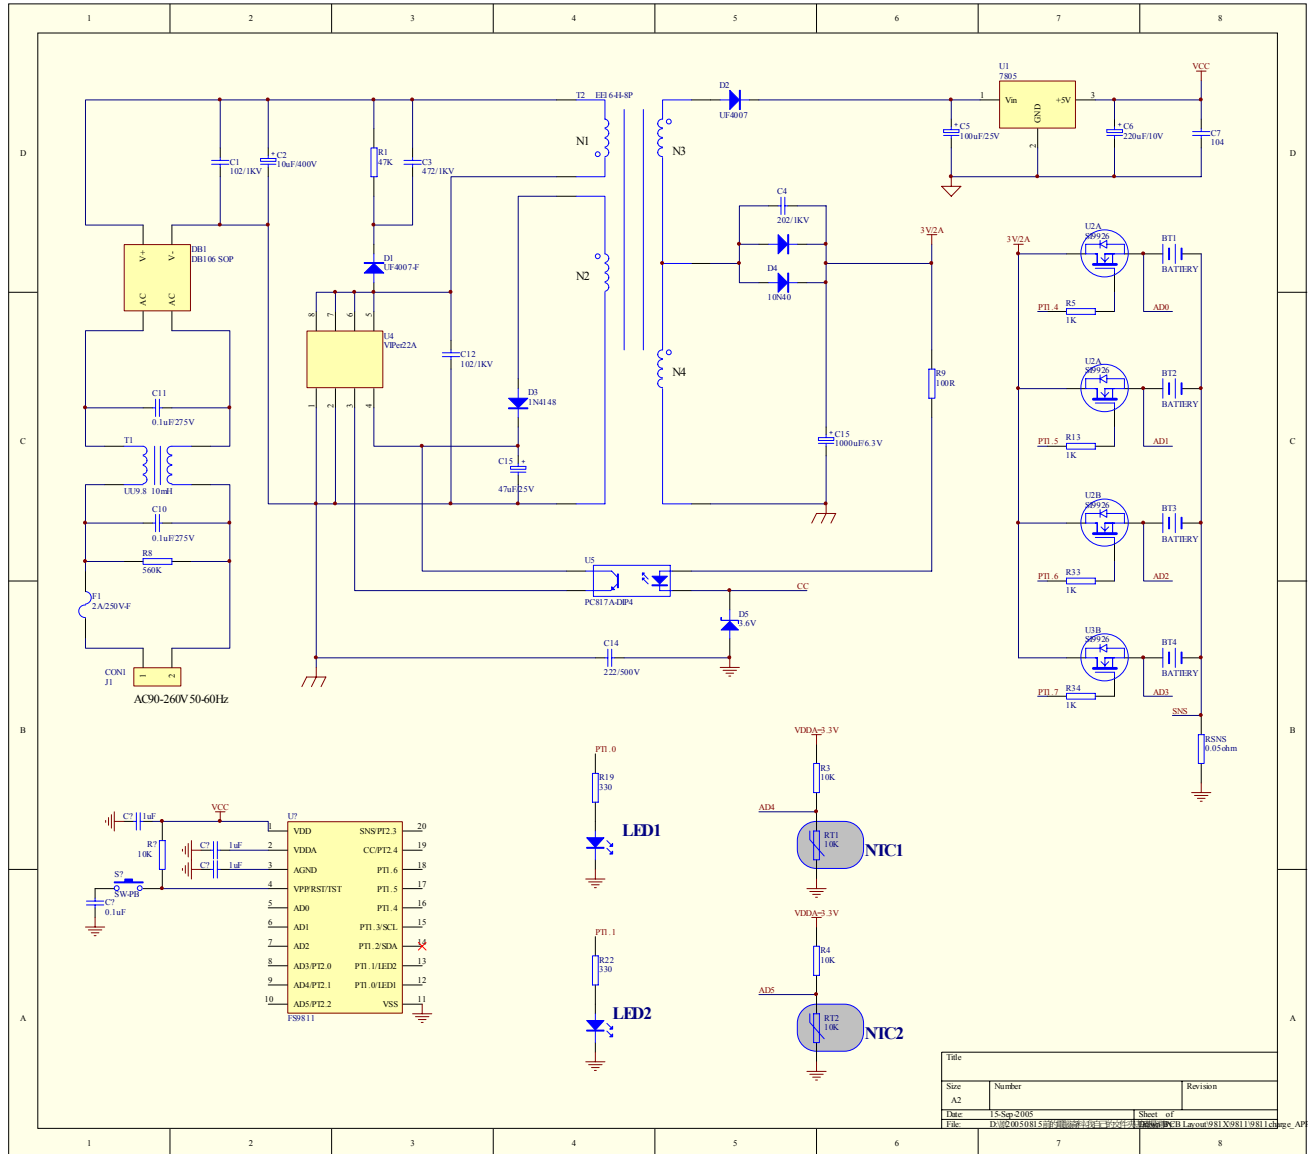 1 2 3 4 5 6 7 8
D
C
B
A
D
C
B
A
T2 EE16-H-8P
N1
N2
N3
N4
C1
102/1KV
C2
10uF/400V
R1
47K
C3
472/1KV
D1
UF4007-F
DB1
DB106 SOP
V+
V-
AC
AC
D2
UF4007
U1
7805
1
Vin
+5V
3
GND
2
VCC
C5
100uF/25V
C6
220uF/10V
C7
104
C4
202/1KV
D4
10N40
3V/2A
3V/2A
8
7
6
5
U4
VIPer22A
1
2
3
4
C12
102/1KV
D3
1N4148
C15
47uF/25V
R9
100R
C15
1000uF/6.3V
C11
0.1uF/275V
T1
UU9.8 10mH
C10
0.1uF/275V
R8
560K
F1
2A/250V-F
CON1
J1
1
2
AC90-260V 50-60Hz
U5
PC817A-DIP4
CC
D5
3.6V
C14
222/500V
U2A
SI9926
BT1
BATTERY
PT1.4
R5
1K
AD0
U2A
SI9926
BT2
BATTERY
PT1.5
R13
1K
AD1
U2B
SI9926
BT3
BATTERY
PT1.6
R33
1K
AD2
U3B
SI9926
BT4
BATTERY
PT1.7
R34
1K
AD3
SNS
RSNS
0.05ohm
VCC
C?
1uF
R?
10K
C?
1uF
C?
1uF
S?
SW-PB
C?
0.1uF
U?
1 VDD SNS/PT2.3 20
2 VDDA CC/PT2.4 19
3 AGND PT1.6 18
4 VPP/RST/TST PT1.5 17
5 AD0 PT1.4 16
6 AD1 PT1.3/SCL 15
7 AD2 PT1.2/SDA 14
8 AD3/PT2.0 PT1.1/LED2 13
9 AD4/PT2.1 PT1.0/LED1 12
10 AD5/PT2.2 VSS 11
FS9811
PT1.0
R19
330
LED1
PT1.1
R22
330
LED2
VDDA=3.3V
R3
10K
AD4
RT1
10K
NTC1
VDDA=3.3V
R4
10K
AD5
RT2
10K
NTC2
Title
Size
A2
Number
Revision
Date:
15-Sep-2005
Sheet of
File:
1 2 3 4 5 6 7 8